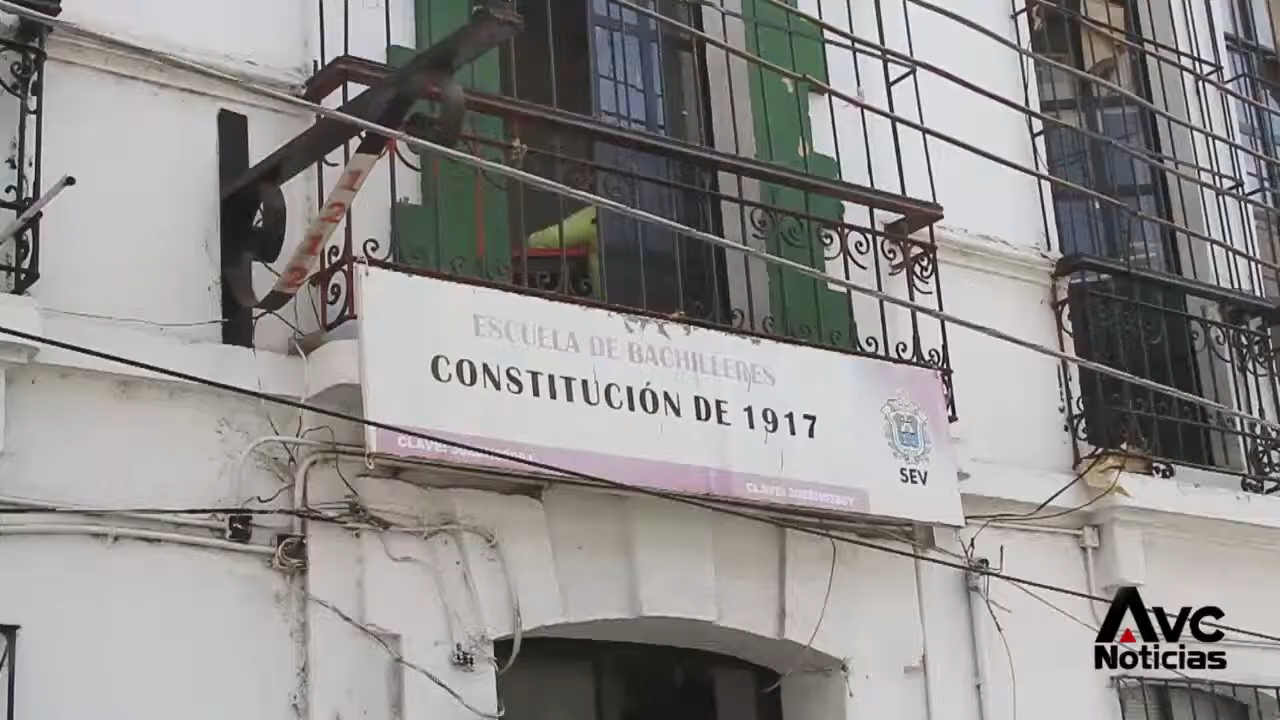 ESCUELA DE BACHILLERES
CONSTITUCIÓN DE 1917
SEV
AVC
Noticias